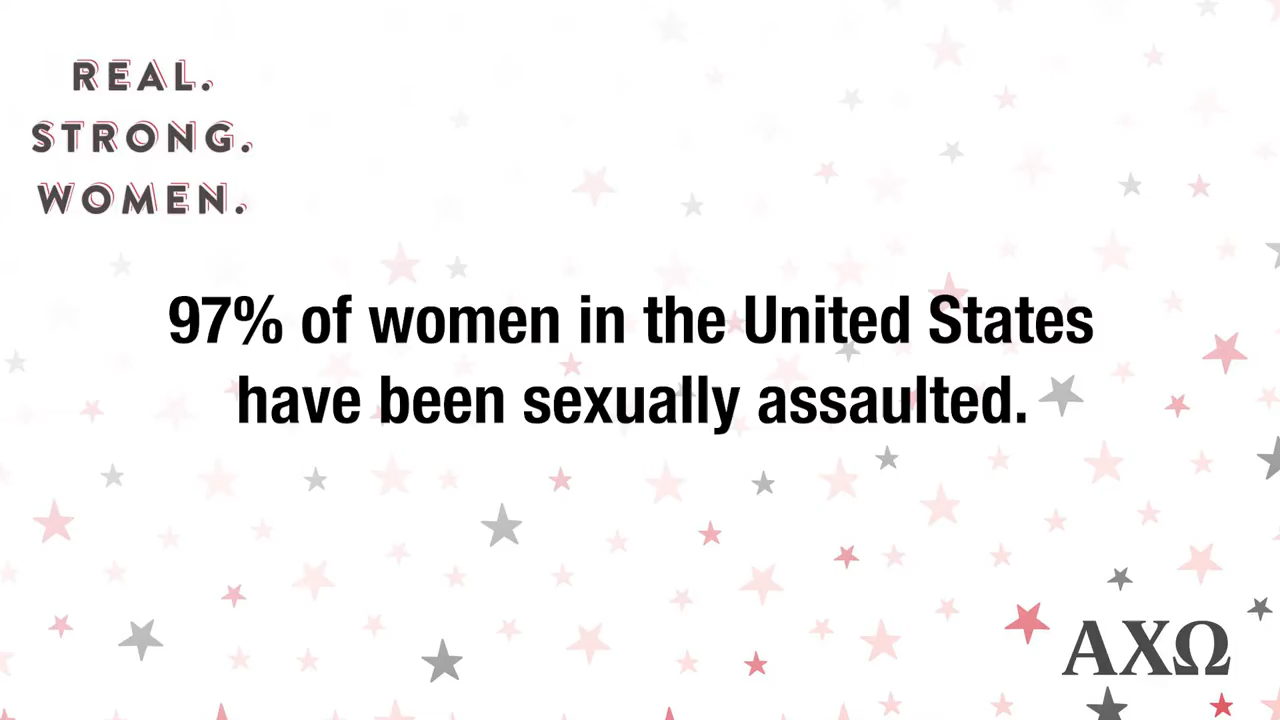 REAL.
STRONG.
WOMEN.
97% of women in the United States
have been sexually assaulted.
ΑΧΩ